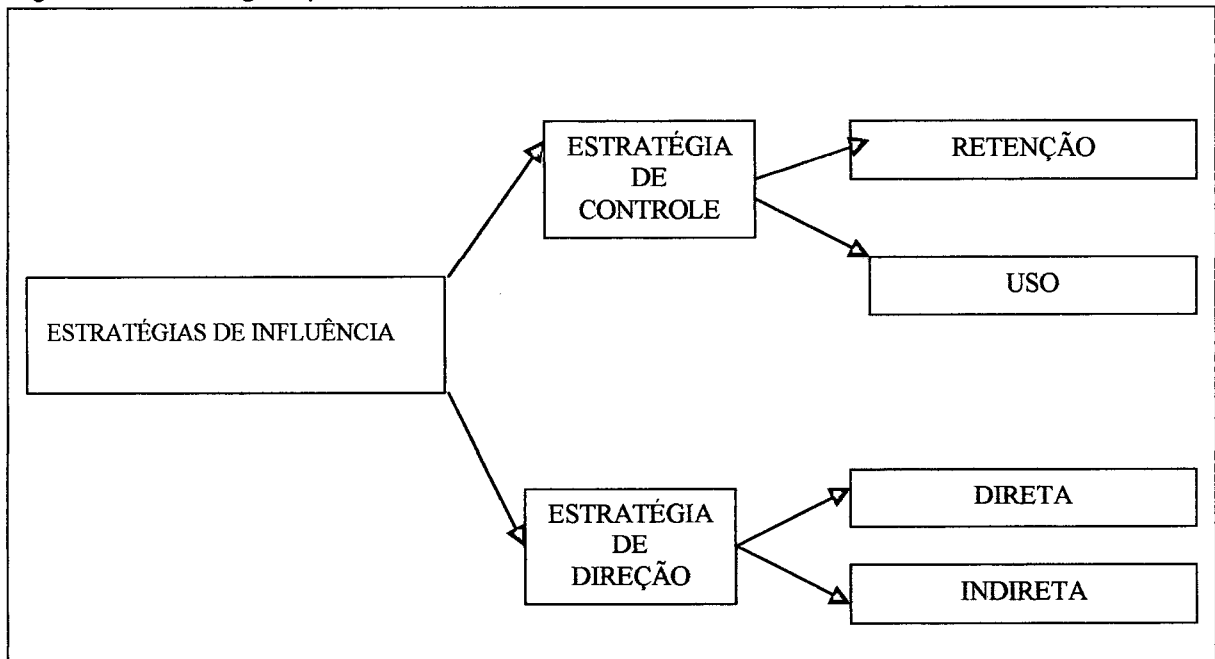 ESTRATÉGIA
DE
CONTROLE
RETENÇÃO
USO
ESTRATÉGIAS DE INFLUÊNCIA
ESTRATÉGIA
DE
DIREÇÃO
DIRETA
INDIRETA